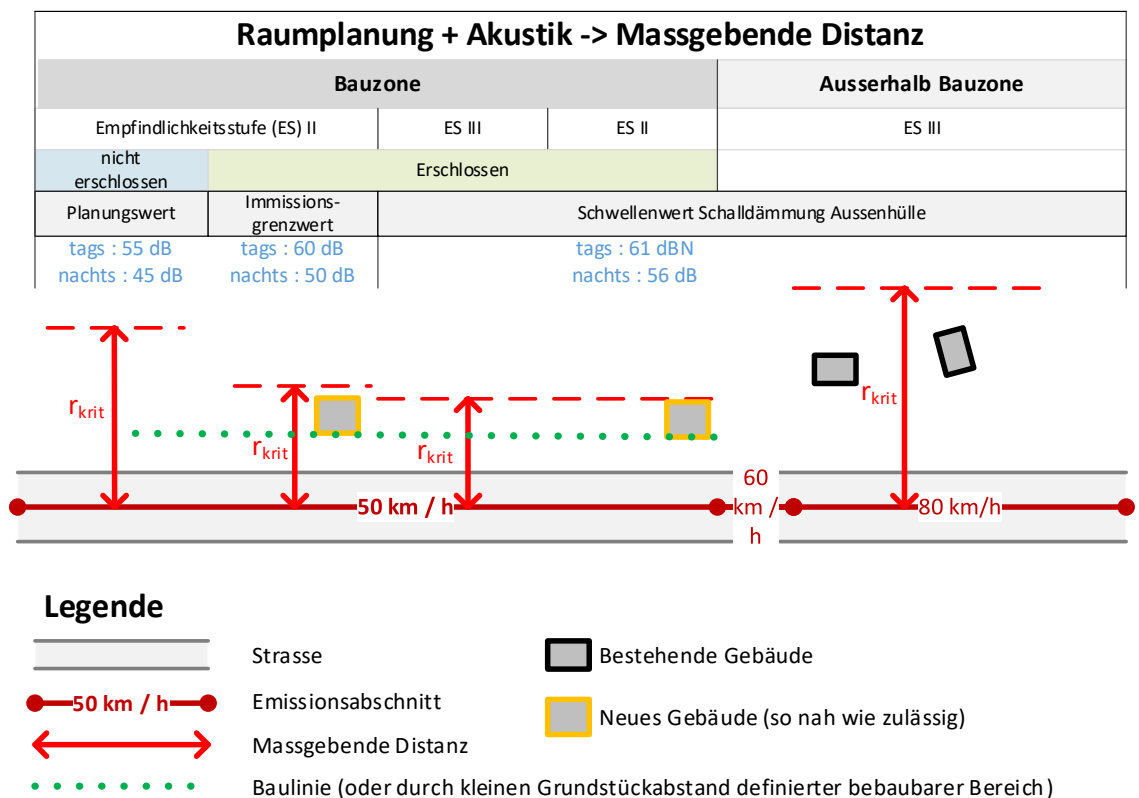 Raumplanung + Akustik -> Massgebende Distanz
Bauzone
Ausserhalb Bauzone
Empfindlichkeitsstufe (ES) II
ES III
ES II
ES III
nicht
erschlossen
Erschlossen
Planungswert
Immissions-
grenzwert
Schwellenwert Schalldämmung Aussenhülle
tags : 55 dB
nachts : 45 dB
tags : 60 dB
nachts : 50 dB
tags : 61 dBN
nachts : 56 dB
rkrit
rkrit
rkrit
rkrit
50 km / h
60
km /
h
80 km/h
Legende
Strasse
50 km / h
Emissionsabschnitt
Massgebende Distanz
Baulinie (oder durch kleinen Grundstückabstand definierter bebaubarer Bereich)
Bestehende Gebäude
Neues Gebäude (so nah wie zulässig)